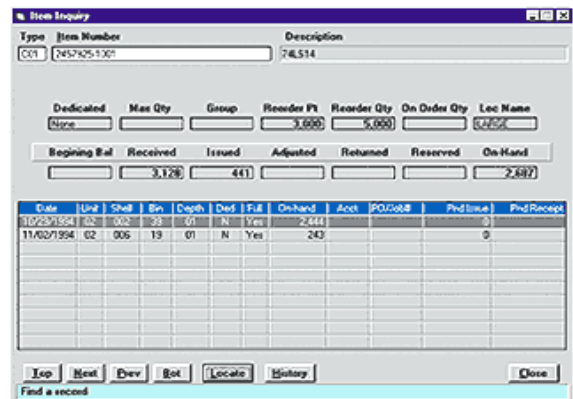 Item Inquiry
Type Item Number Description
C01 2457925-1001 74LS14
Dedicated Max Qty Group Reorder Pt Reorder Qty On Order Qty Loc Name
None 3,000 5,000 LARGE
Begining Bal Received Issued Adjusted Returned Reserved On-Hand
3,128 441 2,687
Date Unit Shelf Bin Depth Ded Full On-hand Acct PO/Job# Pnd Issue Pnd Receipt
10/29/1994 02 002 39 01 N Yes 2,444 0
11/02/1994 02 006 19 01 N Yes 243 0
Top Next Prev Bot Locate History Close
Find a record